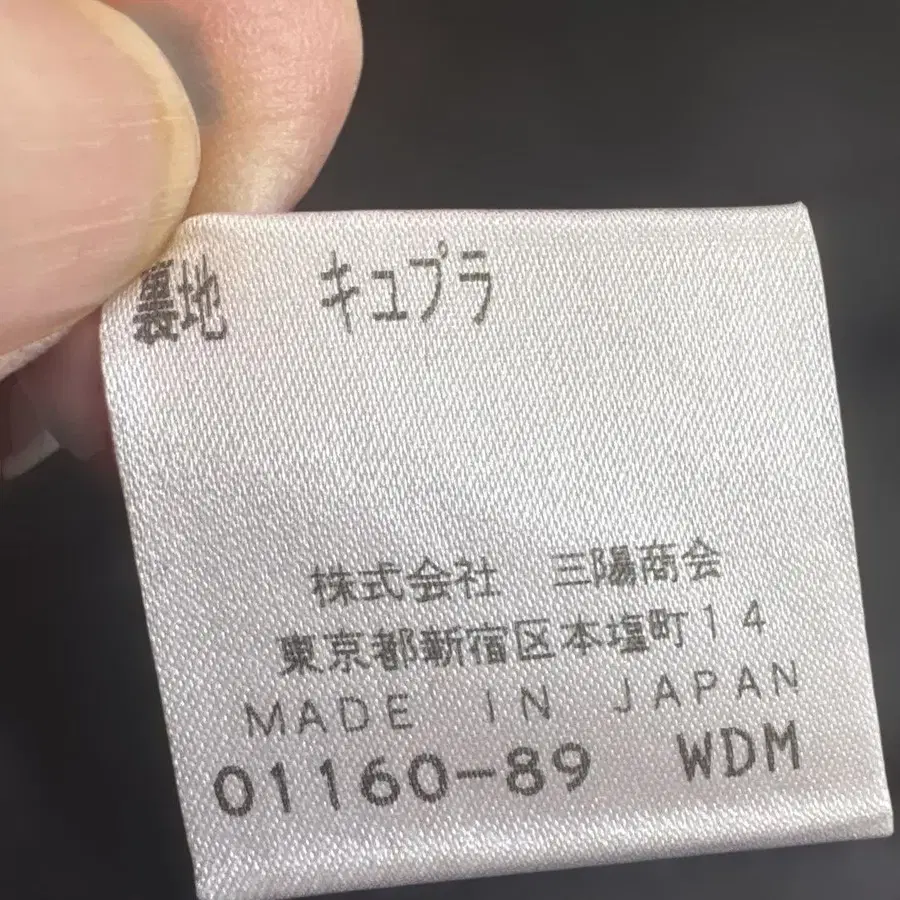 裏地 キュプラ
株式会社 三陽商会
東京都新宿区本塩町14
MADE IN JAPAN
01160-89 WDM